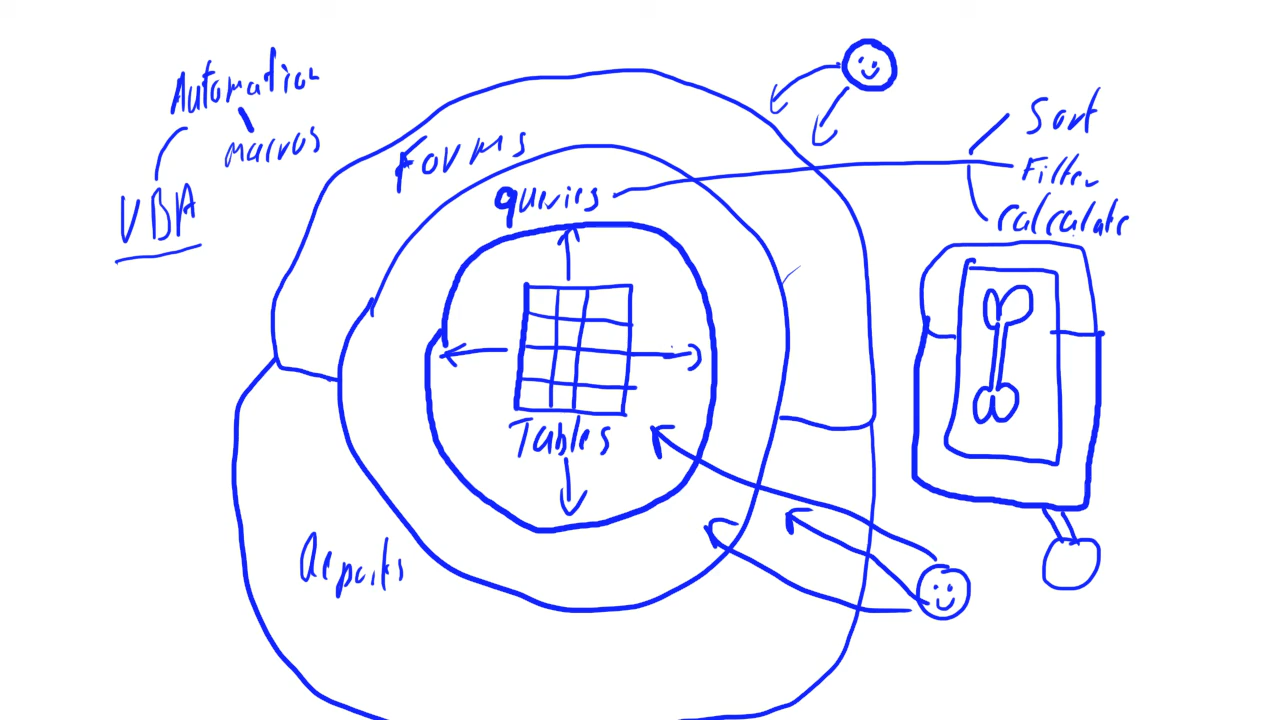 Automation
macros
VBA
Forms
queries
Sort
Filter
calculate
Tables
Reports